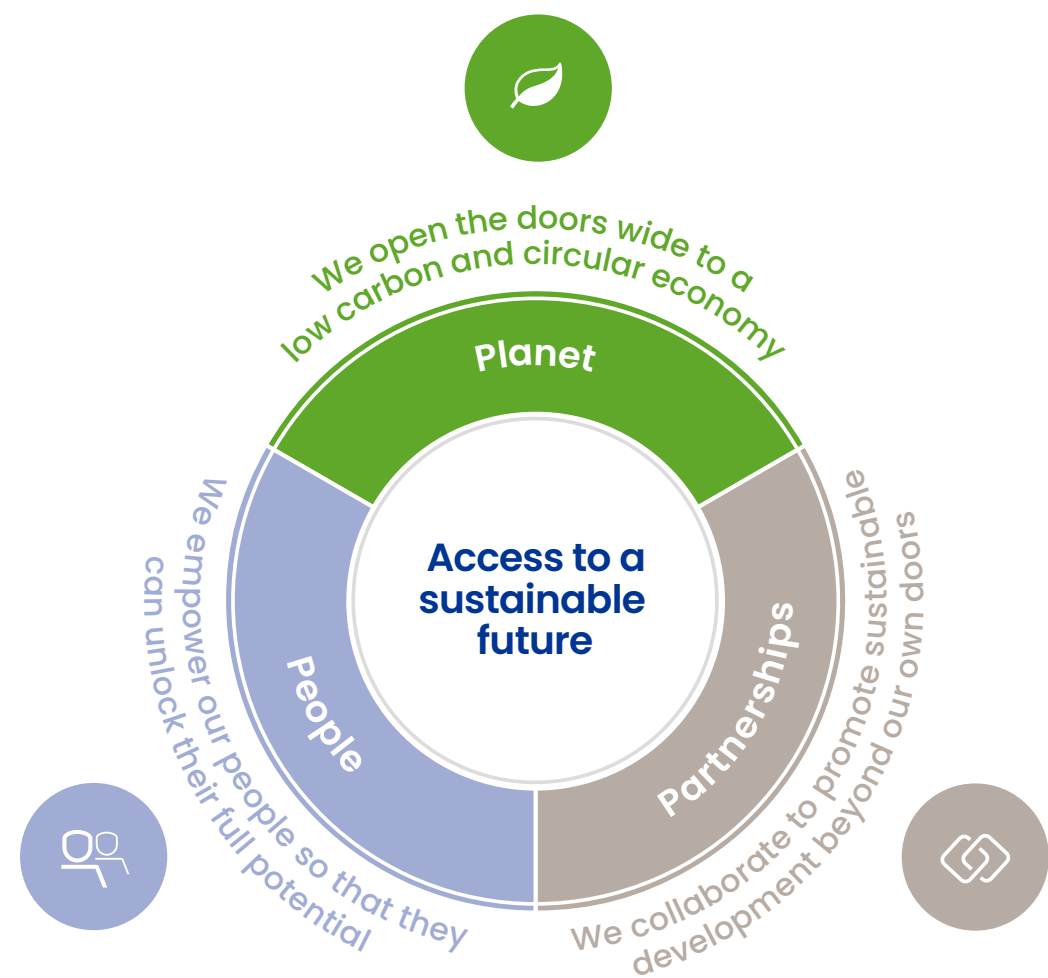 We open the doors wide to a
low carbon and circular economy
Planet
Access to a
sustainable
future
People
We empower our people so that they
can unlock their full potential
Partnerships
We collaborate to promote sustainable
development beyond our own doors